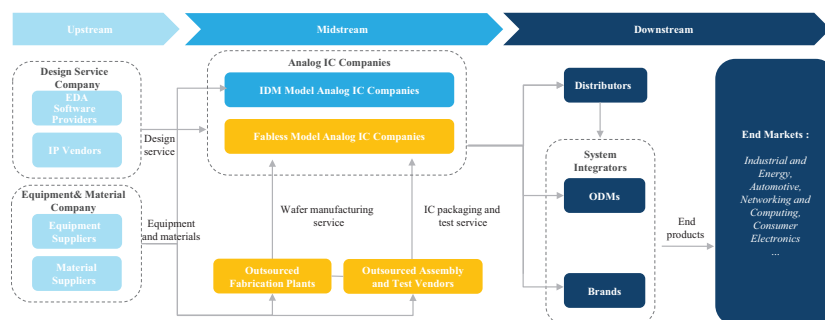 Upstream
Midstream
Downstream
Design Service
Company
EDA
Software
Providers
IP Vendors
Equipment& Material
Company
Equipment
Suppliers
Material
Suppliers
Design
service
Equipment
and materials
Analog IC Companies
IDM Model Analog IC Companies
Fabless Model Analog IC Companies
Wafer manufacturing
service
IC packaging and
test service
Outsourced
Fabrication Plants
Outsourced Assembly
and Test Vendors
Distributors
System
Integrators
ODMs
Brands
End
products
End Markets :
Industrial and
Energy,
Automotive,
Networking and
Computing,
Consumer
Electronics
...